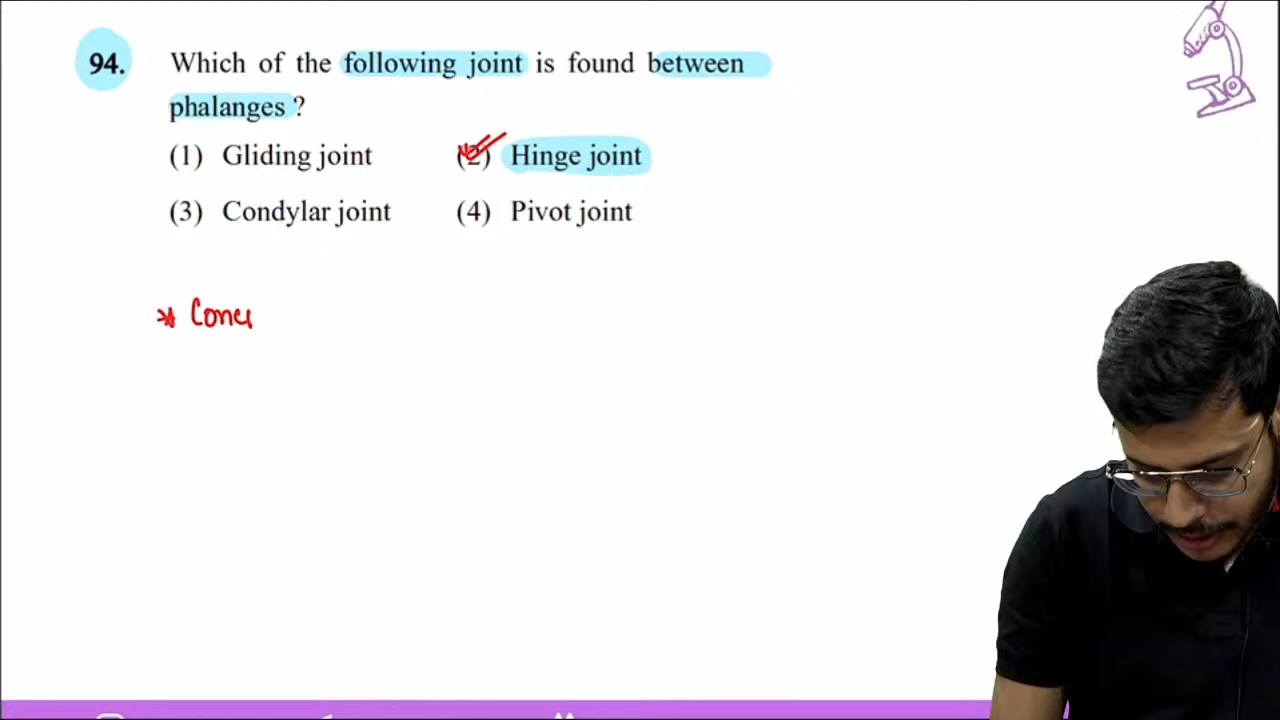 94. Which of the following joint is found between
phalanges ?
(1) Gliding joint (2) Hinge joint
(3) Condylar joint (4) Pivot joint